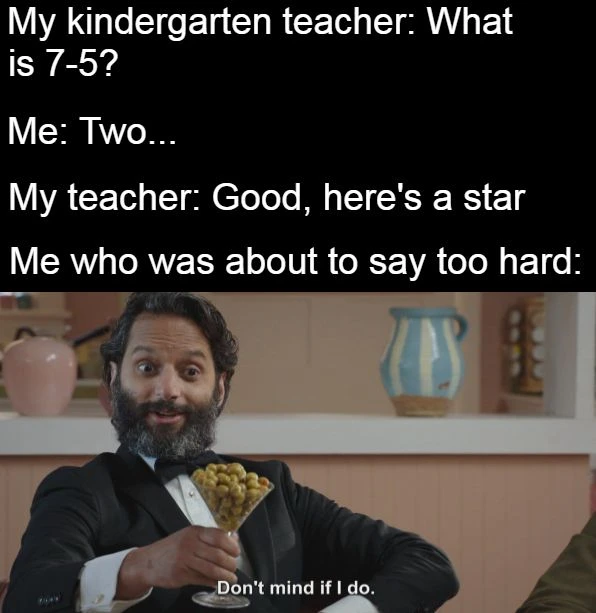 My kindergarten teacher: What
is 7-5?
Me: Two...
My teacher: Good, here's a star
Me who was about to say too hard:
Don't mind if I do.